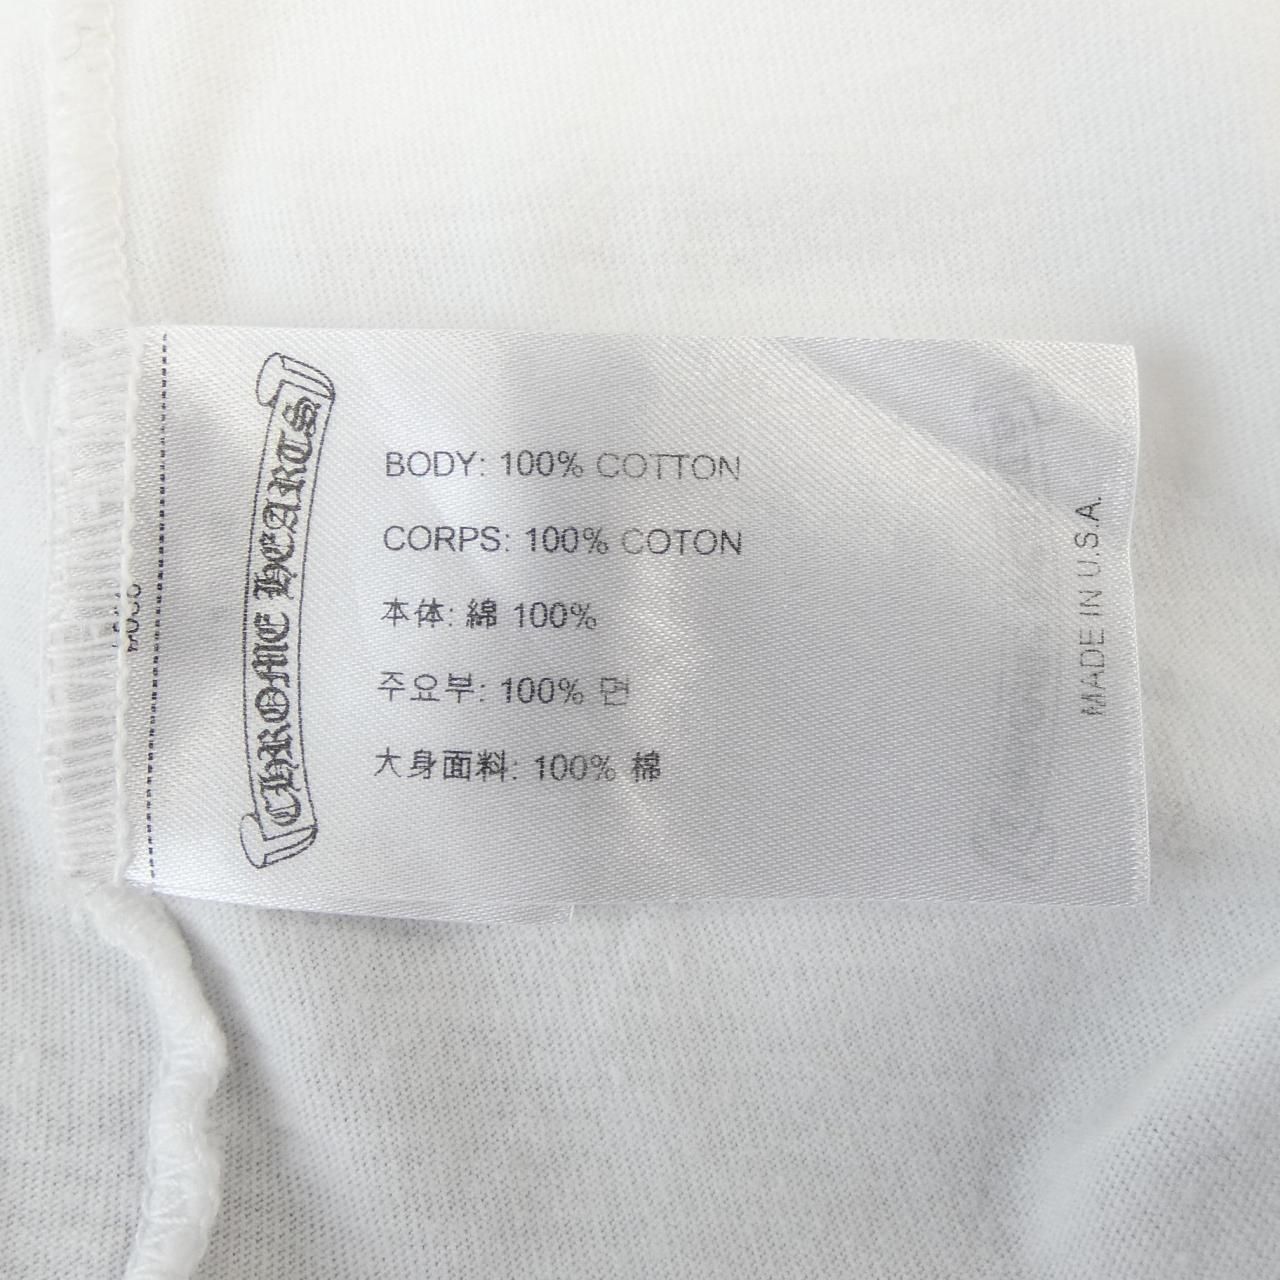 CHROME HEARTS
BODY: 100% COTTON
CORPS: 100% COTON
本体: 綿 100%
주요부: 100% 면
大身面料: 100% 棉
MADE IN U.S.A.